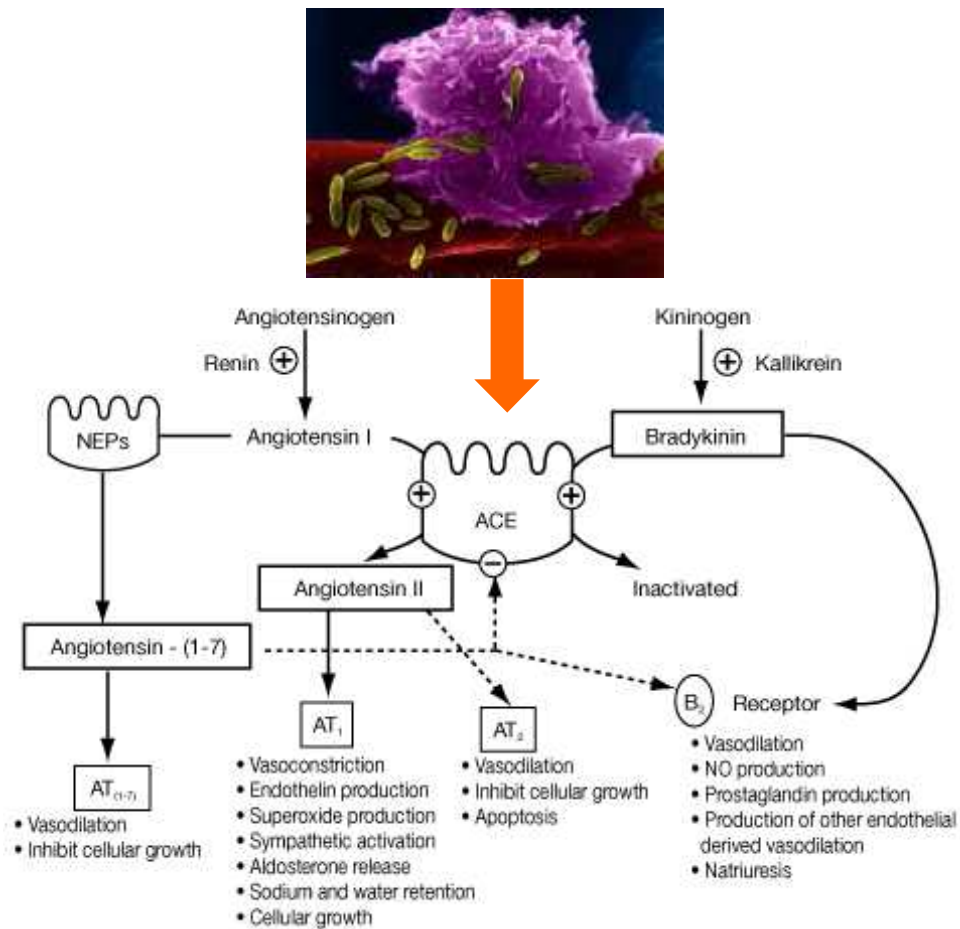 Angiotensinogen
Kininogen
Renin +
+ Kallikrein
NEPs
Angiotensin I
Bradykinin
+
+
ACE
−
Angiotensin II
Inactivated
Angiotensin - (1-7)
B₂ Receptor
AT₁
AT₂
AT₍₁₋₇₎
• Vasodilation
• Inhibit cellular growth
• Vasoconstriction
• Endothelin production
• Superoxide production
• Sympathetic activation
• Aldosterone release
• Sodium and water retention
• Cellular growth
• Vasodilation
• Inhibit cellular growth
• Apoptosis
• Vasodilation
• NO production
• Prostaglandin production
• Production of other endothelial
derived vasodilation
• Natriuresis